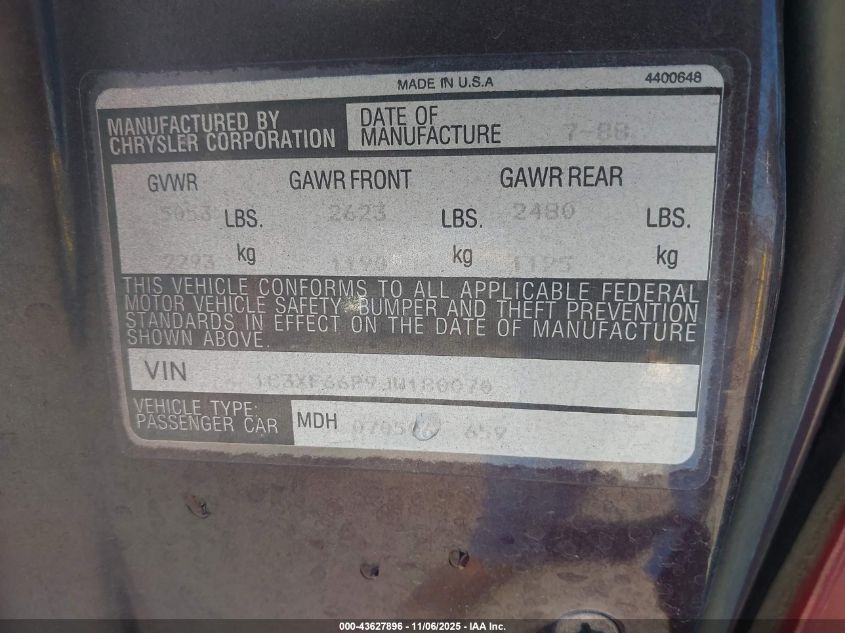 MADE IN U.S.A 4400648
MANUFACTURED BY
CHRYSLER CORPORATION
DATE OF
MANUFACTURE 7-88
GVWR GAWR FRONT GAWR REAR
5053 LBS. 2623 LBS. 2480 LBS.
2293 kg 1190 kg 1125 kg
THIS VEHICLE CONFORMS TO ALL APPLICABLE FEDERAL
MOTOR VEHICLE SAFETY, BUMPER AND THEFT PREVENTION
STANDARDS IN EFFECT ON THE DATE OF MANUFACTURE
SHOWN ABOVE.
VIN
VEHICLE TYPE:
PASSENGER CAR
MDH 659
000-43627896 - 11/06/2025 - IAA Inc.